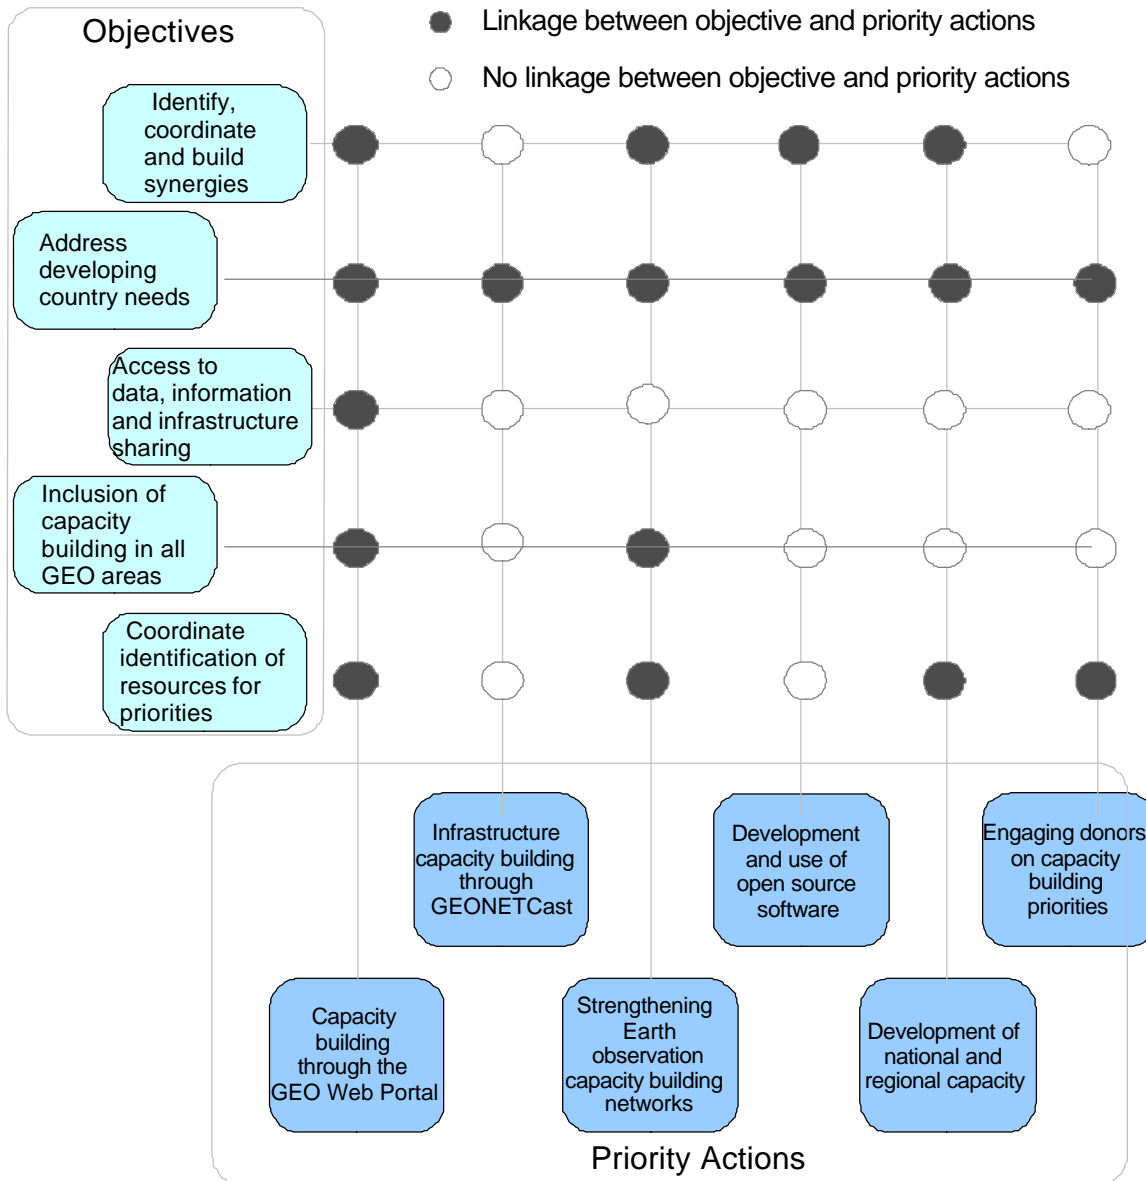 Objectives
Linkage between objective and priority actions
No linkage between objective and priority actions
Identify,
coordinate
and build
synergies
Address
developing
country needs
Access to
data, information
and infrastructure
sharing
Inclusion of
capacity
building in all
GEO areas
Coordinate
identification of
resources for
priorities
Infrastructure
capacity building
through
GEONETCast
Development
and use of
open source
software
Engaging donors
on capacity
building
priorities
Capacity
building
through the
GEO Web Portal
Strengthening
Earth
observation
capacity building
networks
Development of
national and
regional capacity
Priority Actions